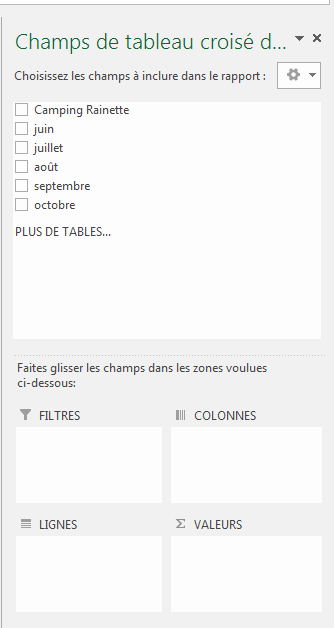 Champs de tableau croisé d...
Choisissez les champs à inclure dans le rapport :
Camping Rainette
juin
juillet
août
septembre
octobre
PLUS DE TABLES...
Faites glisser les champs dans les zones voulues
ci-dessous:
FILTRES
COLONNES
LIGNES
VALEURS